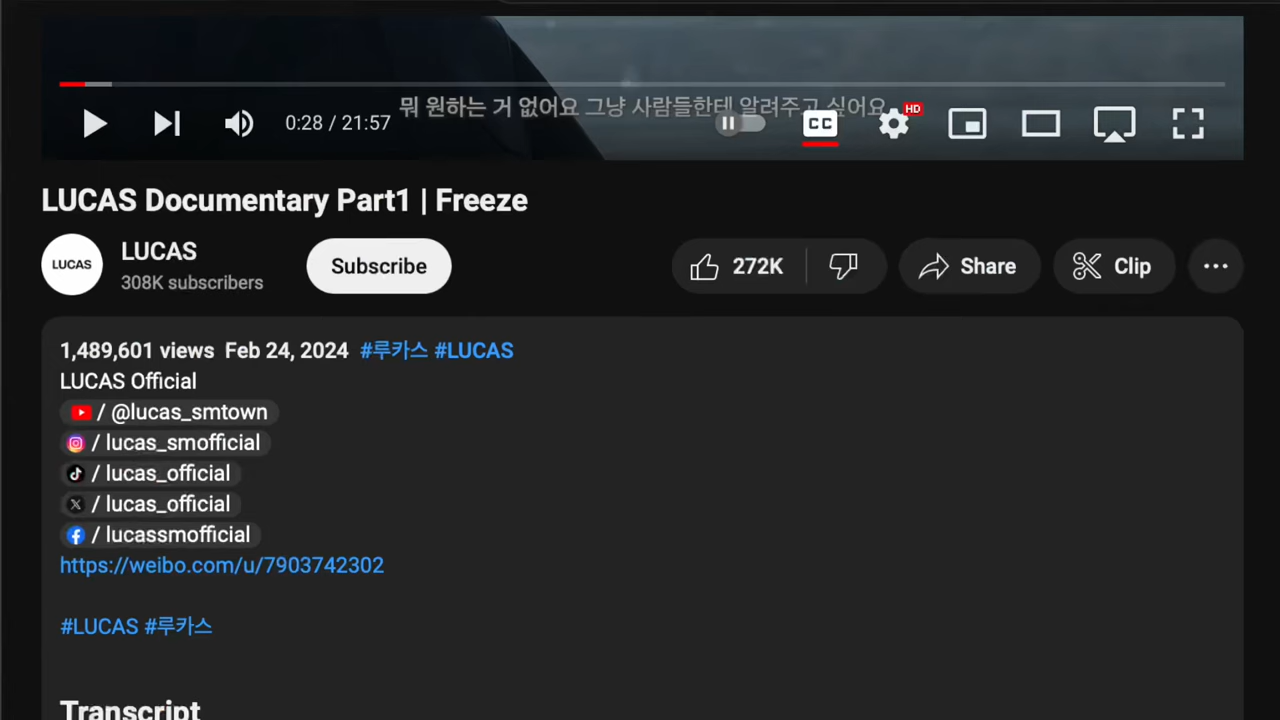 뭐 원하는 거 없어요 그냥 사람들한테 알려주고 싶어요
0:28 / 21:57
CC
HD
LUCAS Documentary Part1 | Freeze
LUCAS
LUCAS
308K subscribers
Subscribe
272K
Share
Clip
1,489,601 views Feb 24, 2024 #루카스 #LUCAS
LUCAS Official
/ @lucas_smtown
/ lucas_smofficial
/ lucas_official
/ lucas_official
/ lucassmofficial
https://weibo.com/u/7903742302
#LUCAS #루카스
Transcript